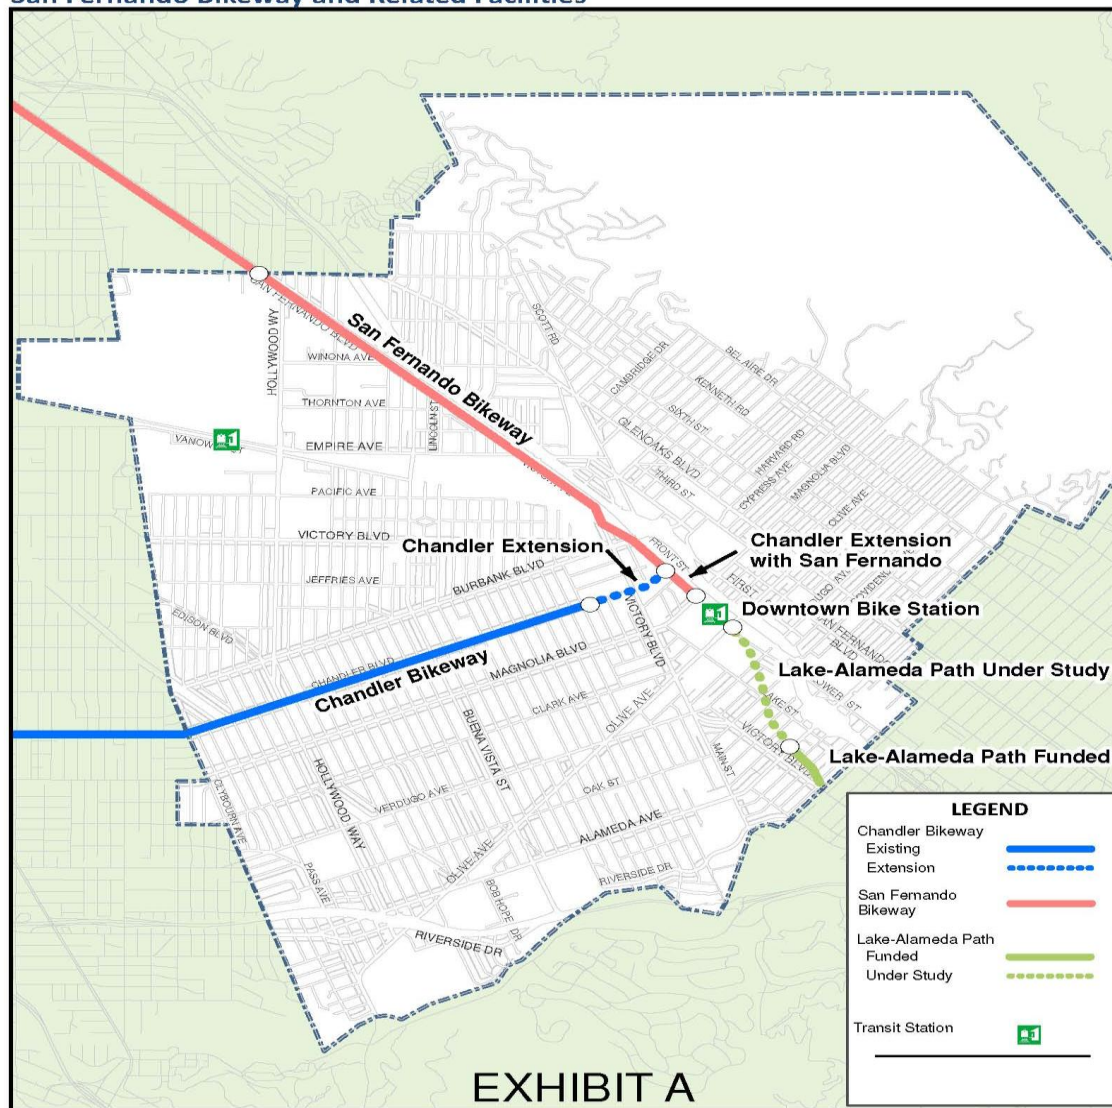 San Fernando Bikeway and Related Facilities
SAN FERNANDO BLVD
HOLLYWOOD WY
WINONA AVE
San Fernando Bikeway
SCOTT RD
BEL AIRE DR
CAMBRIDGE DR
KENNETH RD
THORNTON AVE
LINCOLN ST
SIXTH ST
GLENOAKS BLVD
HARVARD RD
MAGNOLIA BLVD
EMPIRE AVE
CYPRESS AVE
THIRD ST
PACIFIC AVE
OLIVE AVE
VICTORY BLVD
FRONT ST
Chandler Extension
Chandler Extension
with San Fernando
BURBANK BLVD
JEFFRIES AVE
FIRST
VICTORY BLVD
Downtown Bike Station
EDISON BLVD
SAN FERNANDO
BLVD
CHANDLER BLVD
Chandler Bikeway
MAGNOLIA BLVD
Lake-Alameda Path Under Study
CLARK AVE
OLIVE AVE
BUENA VISTA ST
VICTORY BLVD
MAIN ST
Lake-Alameda Path Funded
HOLLYWOOD WAY
CLYBOURN AVE
VERDUGO AVE
OAK ST
ALAMEDA AVE
OLIVE AVE
PASS AVE
RIVERSIDE DR
BOB HOPE DR
RIVERSIDE DR
LEGEND
Chandler Bikeway
Existing
Extension
San Fernando
Bikeway
Lake-Alameda Path
Funded
Under Study
Transit Station
EXHIBIT A